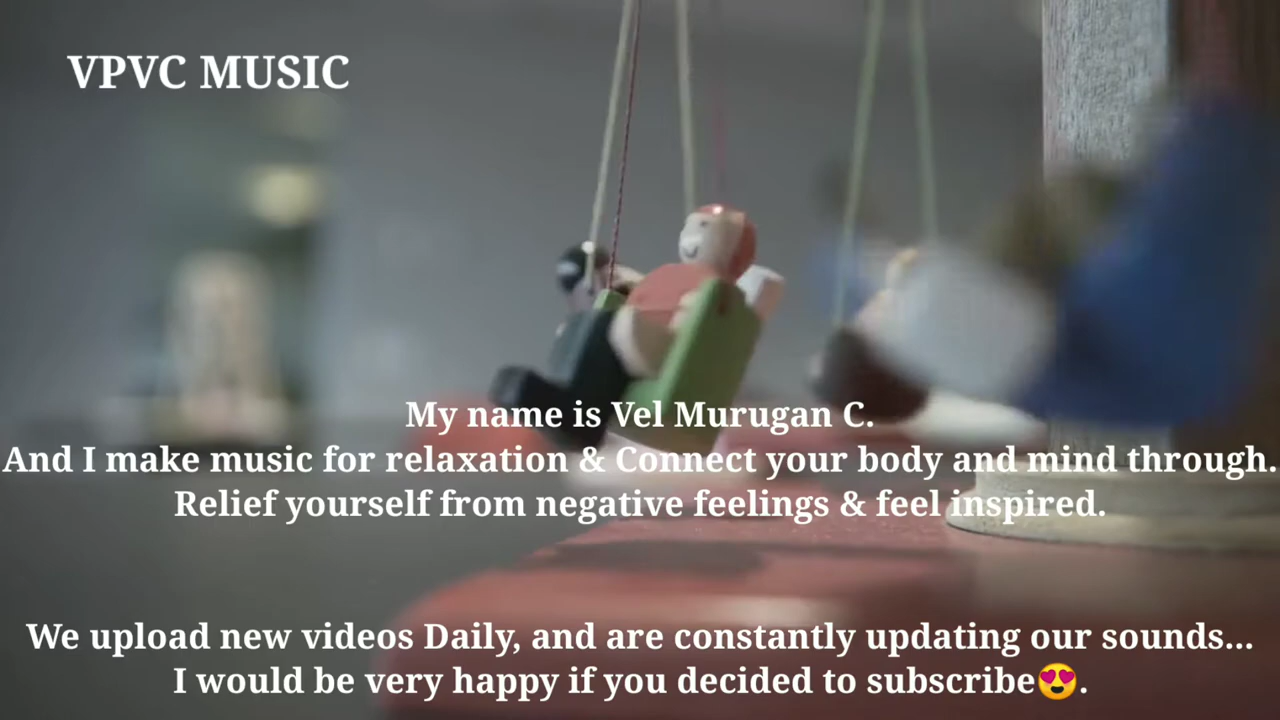 VPVC MUSIC
My name is Vel Murugan C.
And I make music for relaxation & Connect your body and mind through.
Relief yourself from negative feelings & feel inspired.
We upload new videos Daily, and are constantly updating our sounds...
I would be very happy if you decided to subscribe😍.